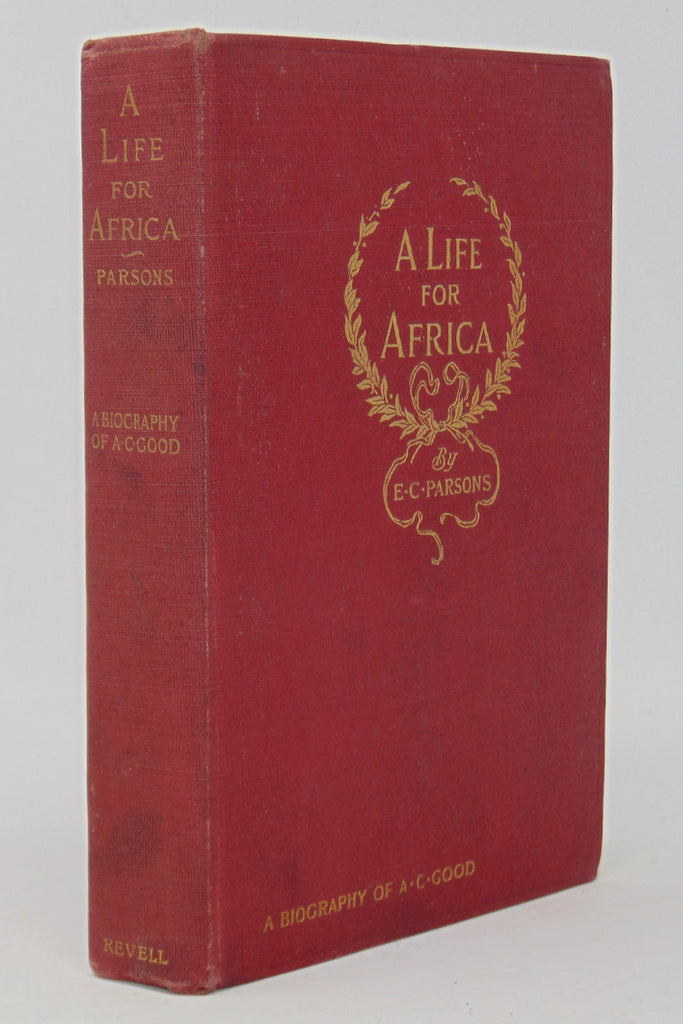 A
LIFE
FOR
AFRICA
PARSONS
A BIOGRAPHY
OF A·C·GOOD
REVELL
A LIFE
FOR
AFRICA
By
E·C·PARSONS
A BIOGRAPHY OF A·C·GOOD